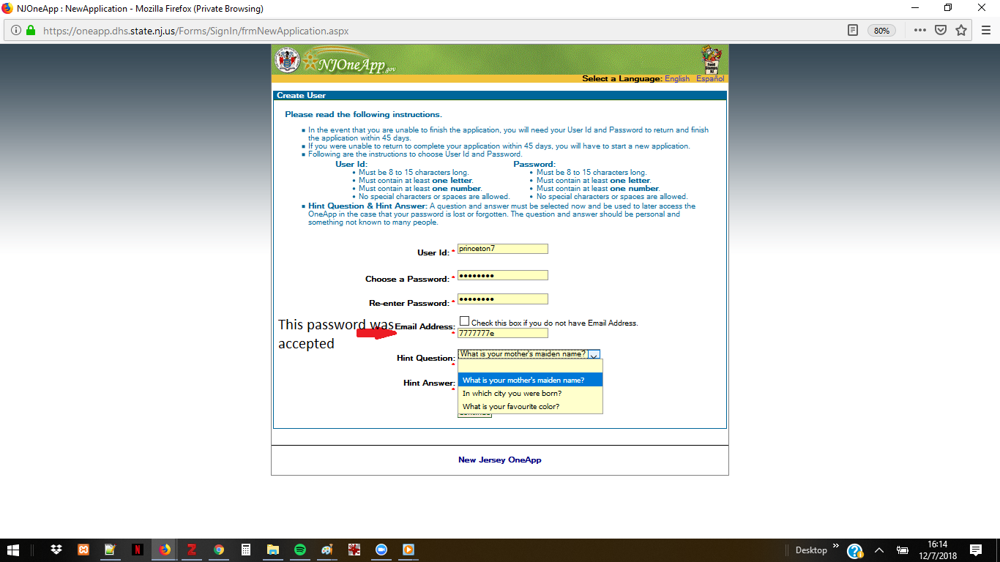 NJOneApp : NewApplication - Mozilla Firefox (Private Browsing)
https://oneapp.dhs.state.nj.us/Forms/SignIn/frmNewApplication.aspx
80%
NJOneApp.gov
Food Stamps NJ
Select a Language: English Español
Create User
Please read the following instructions.
In the event that you are unable to finish the application, you will need your User Id and Password to return and finish
the application within 45 days.
If you were unable to return to complete your application within 45 days, you will have to start a new application.
Following are the instructions to choose User Id and Password.
User Id: Password:
• Must be 8 to 15 characters long. • Must be 8 to 15 characters long.
• Must contain at least one letter. • Must contain at least one letter.
• Must contain at least one number. • Must contain at least one number.
• No special characters or spaces are allowed. • No special characters or spaces are allowed.
Hint Question & Hint Answer: A question and answer must be selected now and be used to later access the
OneApp in the case that your password is lost or forgotten. The question and answer should be personal and
something not known to many people.
User Id: * princeton7
Choose a Password: * ••••••••
Re-enter Password: * ••••••••
This password was
accepted
Email Address: * Check this box if you do not have Email Address.
7777777e
Hint Question: * What is your mother's maiden name?
What is your mother's maiden name?
Hint Answer: *
In which city you were born?
What is your favourite color?
New Jersey OneApp
Desktop
16:14
12/7/2018